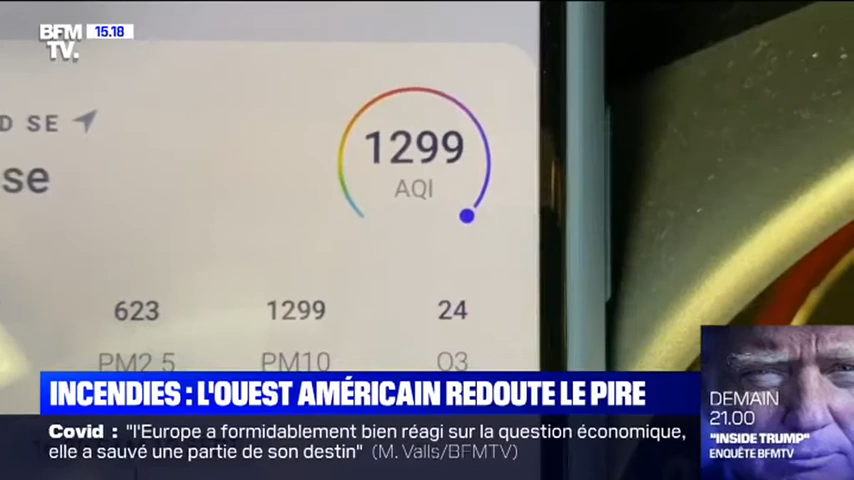 BFM
TV.
15.18
D SE
se
1299
AQI
623 1299 24
PM2.5 PM10 O3
INCENDIES : L'OUEST AMÉRICAIN REDOUTE LE PIRE
Covid : "l'Europe a formidablement bien réagi sur la question économique,
elle a sauvé une partie de son destin" (M. Valls/BFMTV)
DEMAIN
21.00
"INSIDE TRUMP"
ENQUÊTE BFMTV